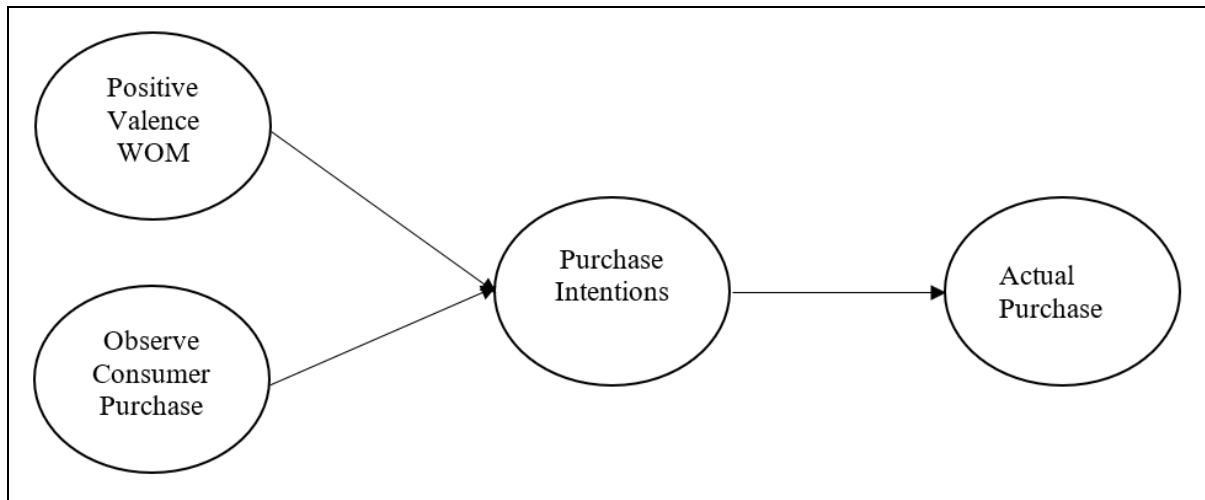 Positive
Valence
WOM
Observe
Consumer
Purchase
Purchase
Intentions
Actual
Purchase